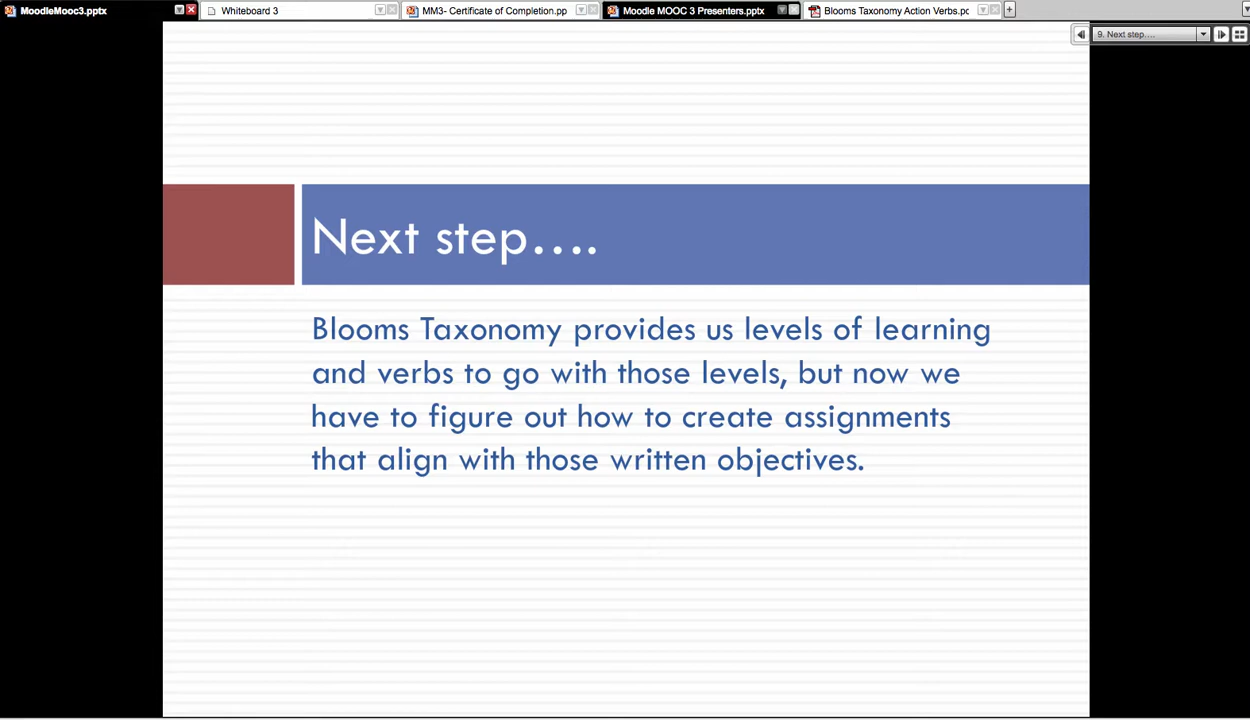 MoodleMooc3.pptx
Whiteboard 3
MM3- Certificate of Completion.pp
Moodle MOOC 3 Presenters.pptx
Blooms Taxonomy Action Verbs.pc
9. Next step....
Next step....
Blooms Taxonomy provides us levels of learning
and verbs to go with those levels, but now we
have to figure out how to create assignments
that align with those written objectives.